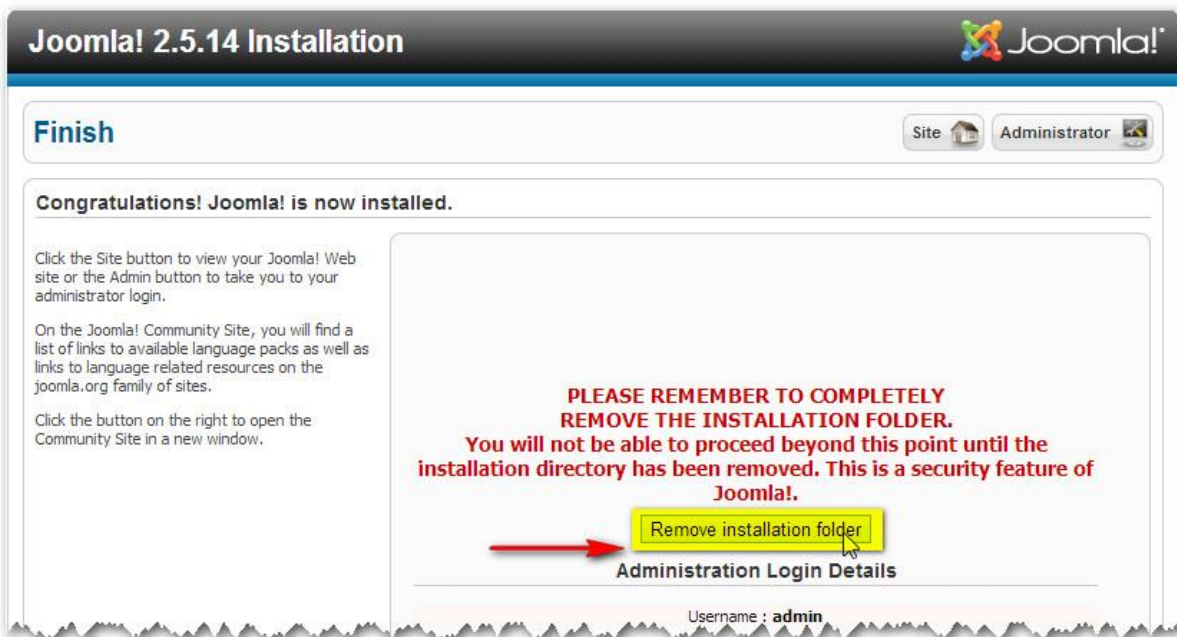 Joomla! 2.5.14 Installation
Joomla!
Finish
Site
Administrator
Congratulations! Joomla! is now installed.
Click the Site button to view your Joomla! Web
site or the Admin button to take you to your
administrator login.
On the Joomla! Community Site, you will find a
list of links to available language packs as well as
links to language related resources on the
joomla.org family of sites.
Click the button on the right to open the
Community Site in a new window.
PLEASE REMEMBER TO COMPLETELY
REMOVE THE INSTALLATION FOLDER.
You will not be able to proceed beyond this point until the
installation directory has been removed. This is a security feature of
Joomla!.
Remove installation folder
Administration Login Details
Username : admin